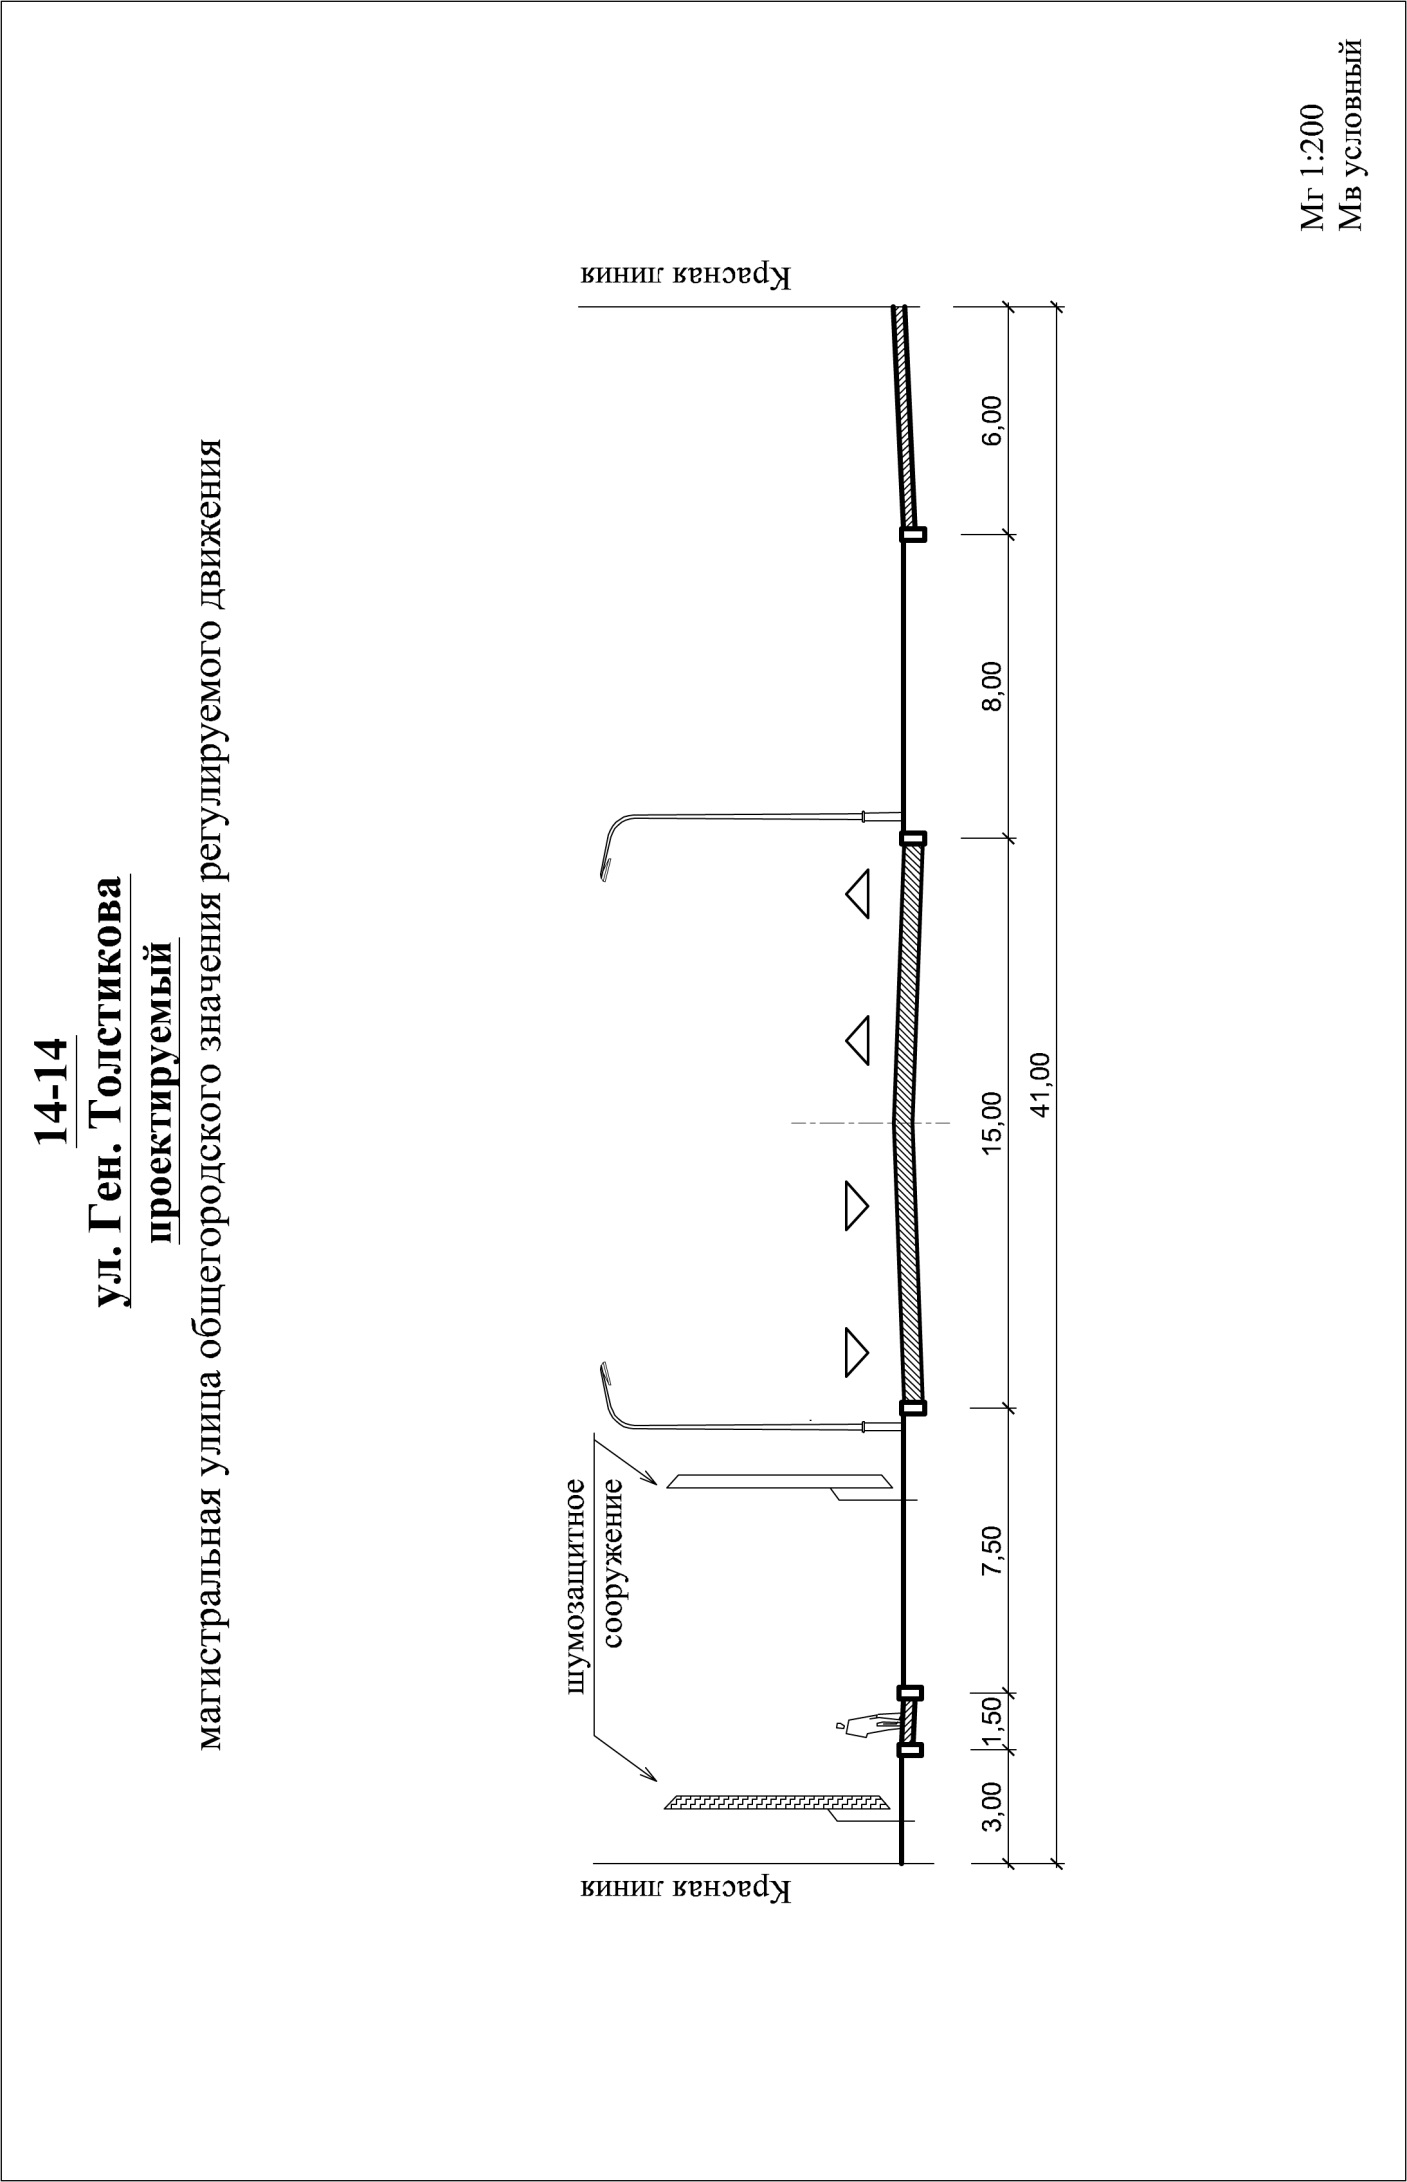 14-14
ул. Ген. Толстикова
проектируемый
магистральная улица общегородского значения регулируемого движения
шумозащитное
сооружение
Красная линия
Красная линия
3,00
1,50
7,50
15,00
8,00
6,00
41,00
Мг 1:200
Мв условный